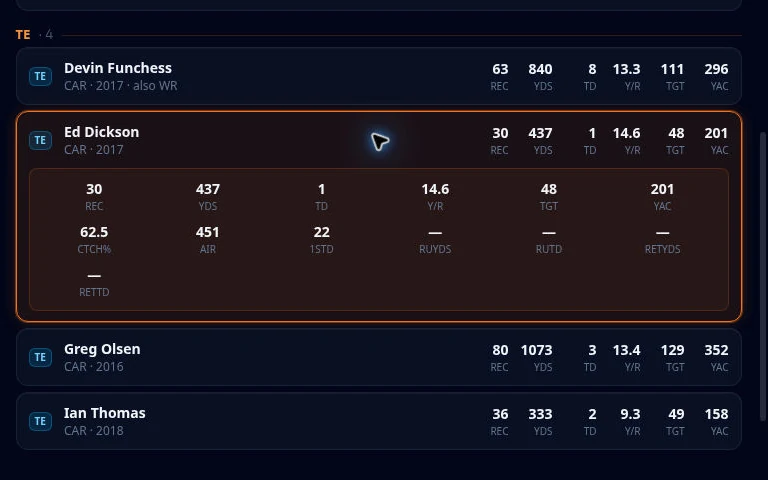 TE · 4
TE Devin Funchess 63 840 8 13.3 111 296
CAR · 2017 · also WR REC YDS TD Y/R TGT YAC
TE Ed Dickson 30 437 1 14.6 48 201
CAR · 2017 REC YDS TD Y/R TGT YAC
30 437 1 14.6 48 201
REC YDS TD Y/R TGT YAC
62.5 451 22 — — —
CTCH% AIR 1STD RUYDS RUTD RETYDS
—
RETTD
TE Greg Olsen 80 1073 3 13.4 129 352
CAR · 2016 REC YDS TD Y/R TGT YAC
TE Ian Thomas 36 333 2 9.3 49 158
CAR · 2018 REC YDS TD Y/R TGT YAC